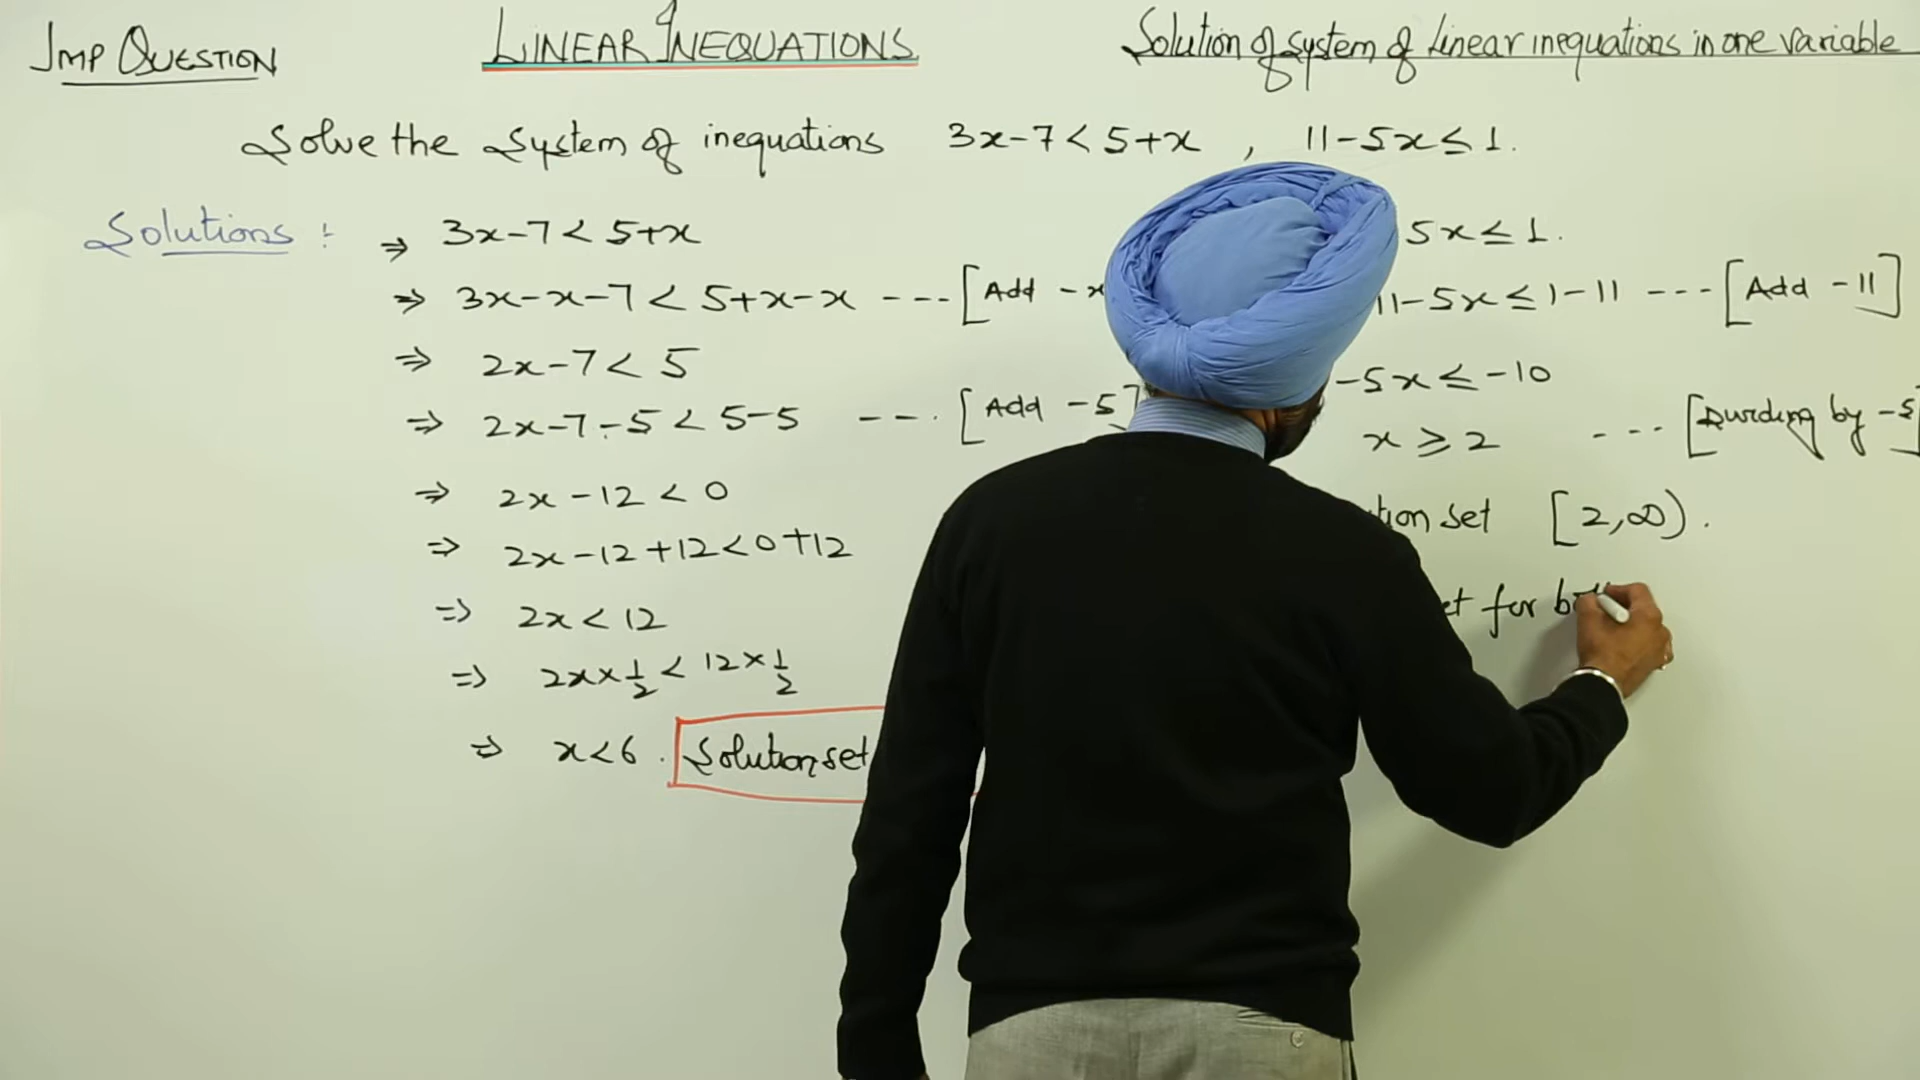 IMP QUESTION
LINEAR INEQUATIONS
Solution of system of linear inequations in one variable
Solve the system of inequations 3x-7<5+x , 11-5x≤1.
Solutions :
⇒ 3x-7<5+x
⇒ 3x-x-7<5+x-x ---[Add -x
⇒ 2x-7<5
⇒ 2x-7-5<5-5 ---.[Add -5]
⇒ 2x-12<0
⇒ 2x-12+12<0+12
⇒ 2x<12
⇒ 2x×1/2<12×1/2
⇒ x<6. Solution set
5x≤1.
11-5x≤1-11 ---[Add -11]
-5x≤-10
x≥2 ---[Dividing by -5]
set [2,∞).
for